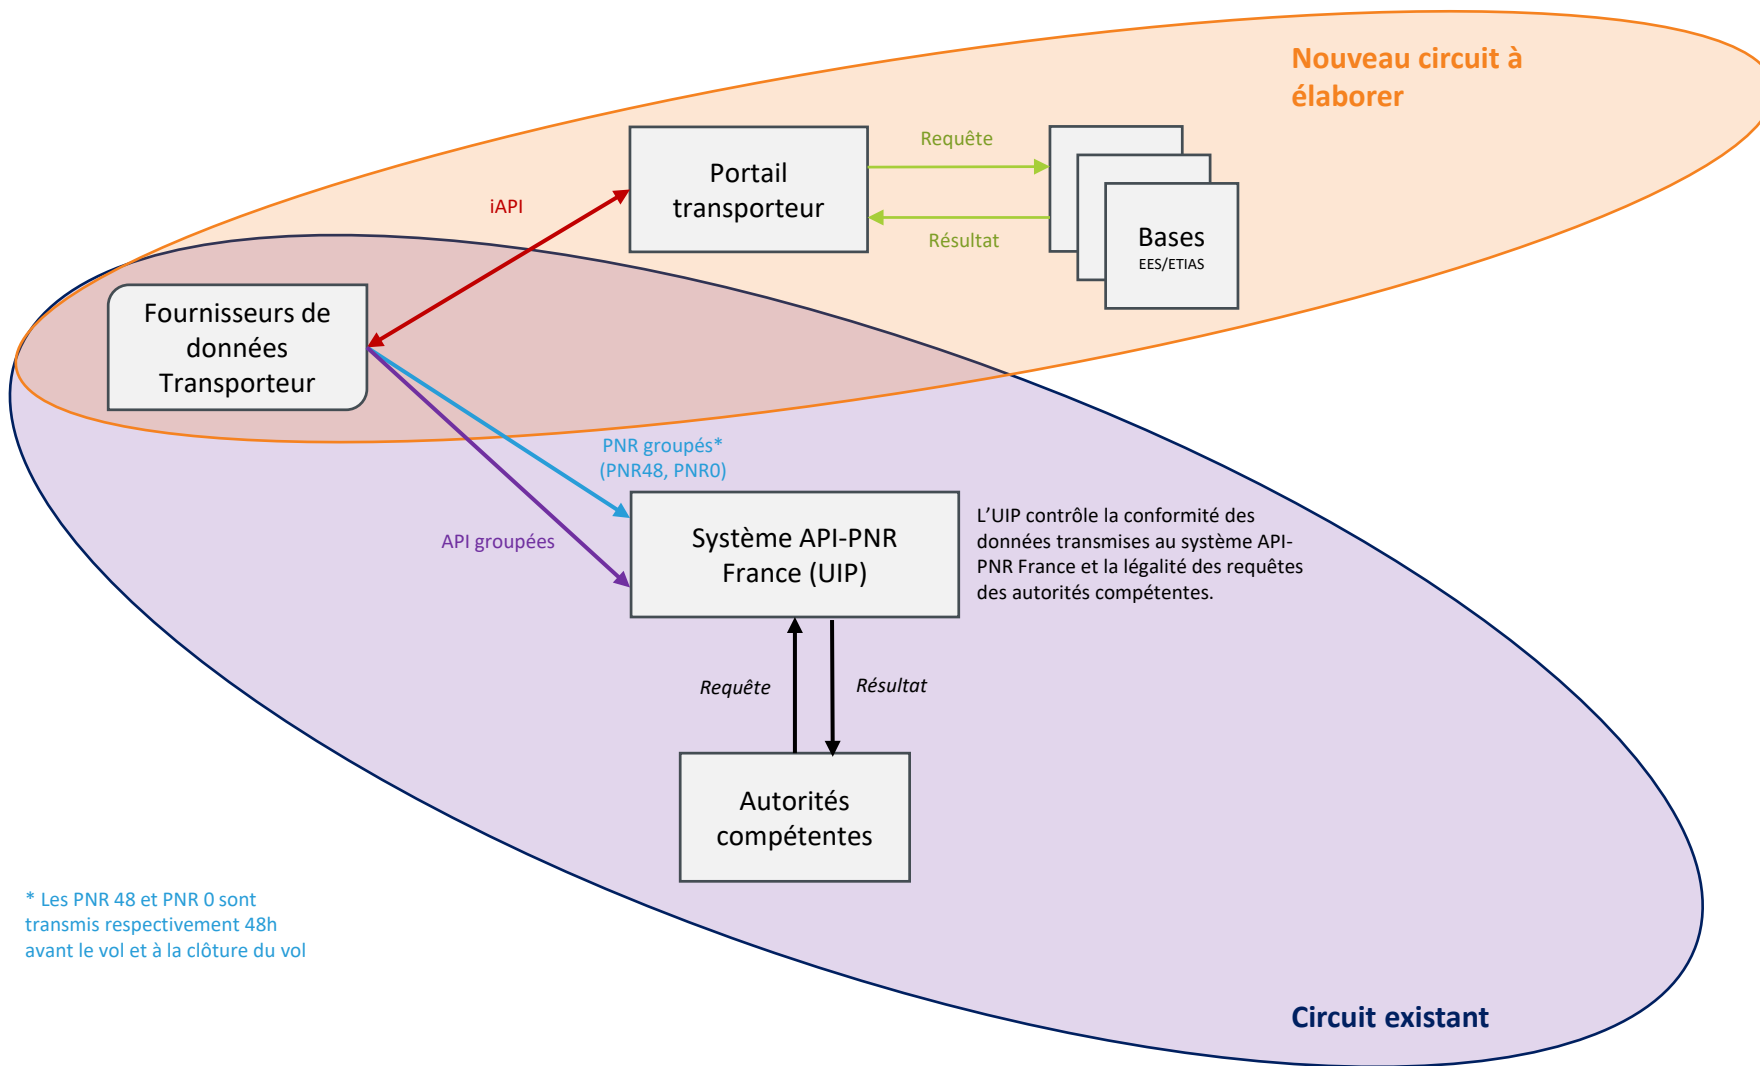 Nouveau circuit à
élaborer
Requête
Portail
transporteur
iAPI
Résultat
Bases
EES/ETIAS
Fournisseurs de
données
Transporteur
PNR groupés*
(PNR48, PNR0)
API groupées
Système API-PNR
France (UIP)
L’UIP contrôle la conformité des
données transmises au système API-
PNR France et la légalité des requêtes
des autorités compétentes.
Requête
Résultat
Autorités
compétentes
* Les PNR 48 et PNR 0 sont
transmis respectivement 48h
avant le vol et à la clôture du vol
Circuit existant